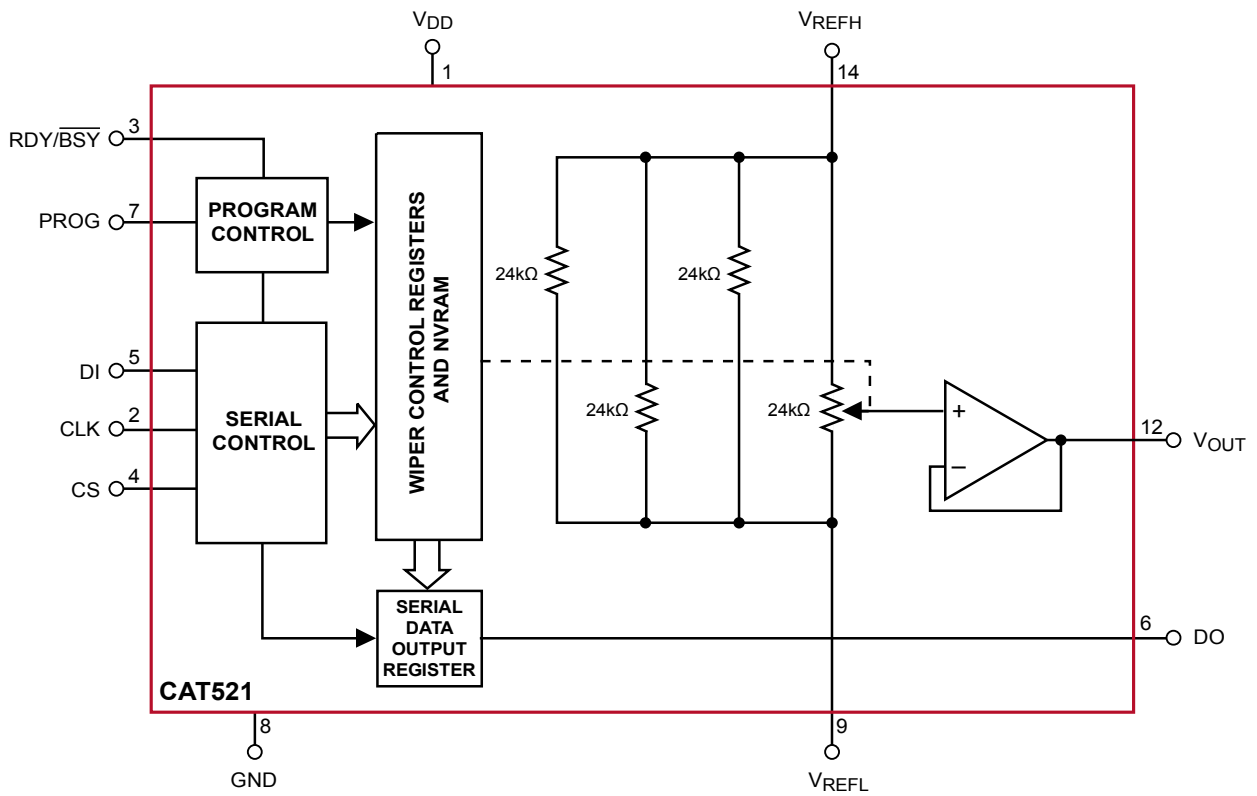 VDD
VREFH
1
14
RDY/BSY
3
PROG
7
PROGRAM
CONTROL
WIPER CONTROL REGISTERS
AND NVRAM
24kΩ
24kΩ
DI
5
CLK
2
CS
4
SERIAL
CONTROL
24kΩ
24kΩ
+
–
12
VOUT
SERIAL
DATA
OUTPUT
REGISTER
6
DO
CAT521
8
GND
9
VREFL